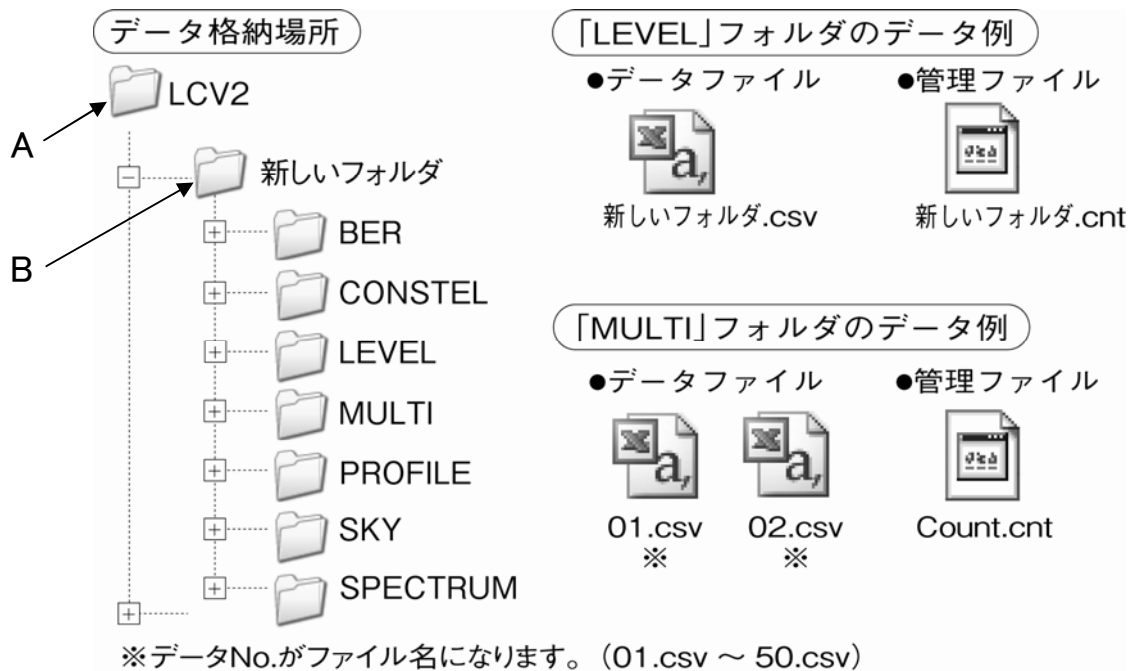 データ格納場所
LCV2
A
新しいフォルダ
B
BER
CONSTEL
LEVEL
MULTI
PROFILE
SKY
SPECTRUM
「LEVEL」フォルダのデータ例
●データファイル ●管理ファイル
a,
新しいフォルダ.csv 新しいフォルダ.cnt
「MULTI」フォルダのデータ例
●データファイル ●管理ファイル
a, a,
01.csv 02.csv Count.cnt
※ ※
※データNo.がファイル名になります。(01.csv ～ 50.csv)